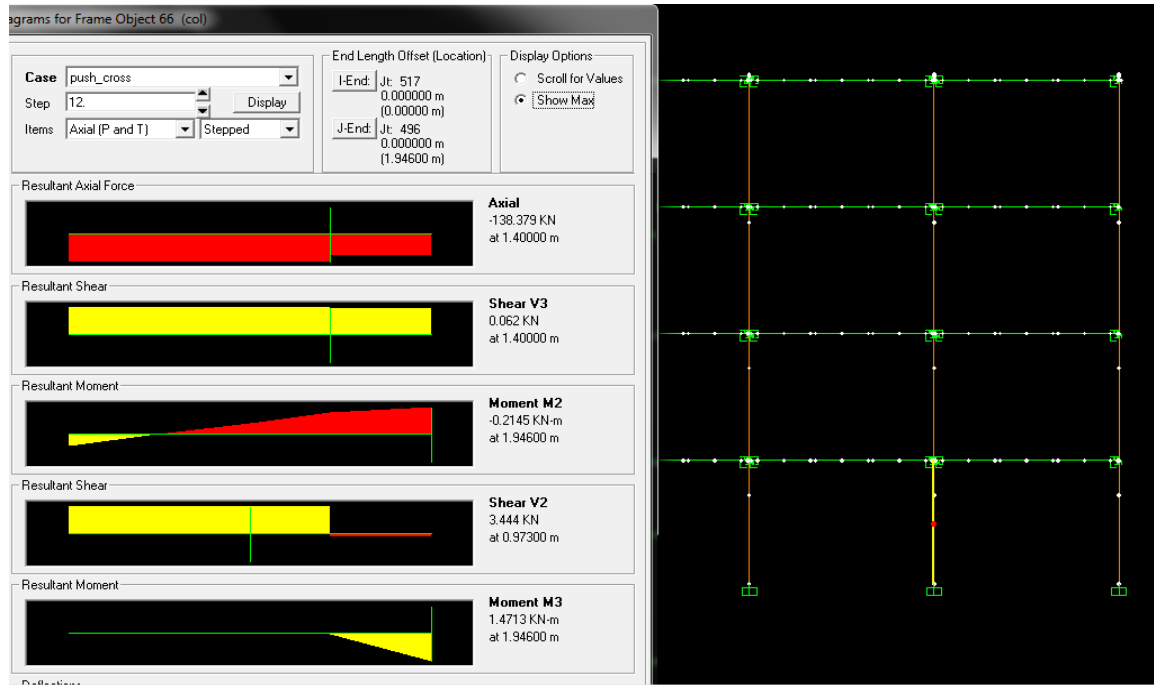 agrams for Frame Object 66 (col)
End Length Offset (Location)
Display Options
Case push_cross
Step 12. Display
Items Axial (P and T) Stepped
I-End: Jt: 517
0.000000 m
(0.00000 m)
J-End: Jt: 496
0.000000 m
(1.94600 m)
Scroll for Values
Show Max
Resultant Axial Force
Axial
-138.379 KN
at 1.40000 m
Resultant Shear
Shear V3
0.062 KN
at 1.40000 m
Resultant Moment
Moment M2
-0.2145 KN-m
at 1.94600 m
Resultant Shear
Shear V2
3.444 KN
at 0.97300 m
Resultant Moment
Moment M3
1.4713 KN-m
at 1.94600 m